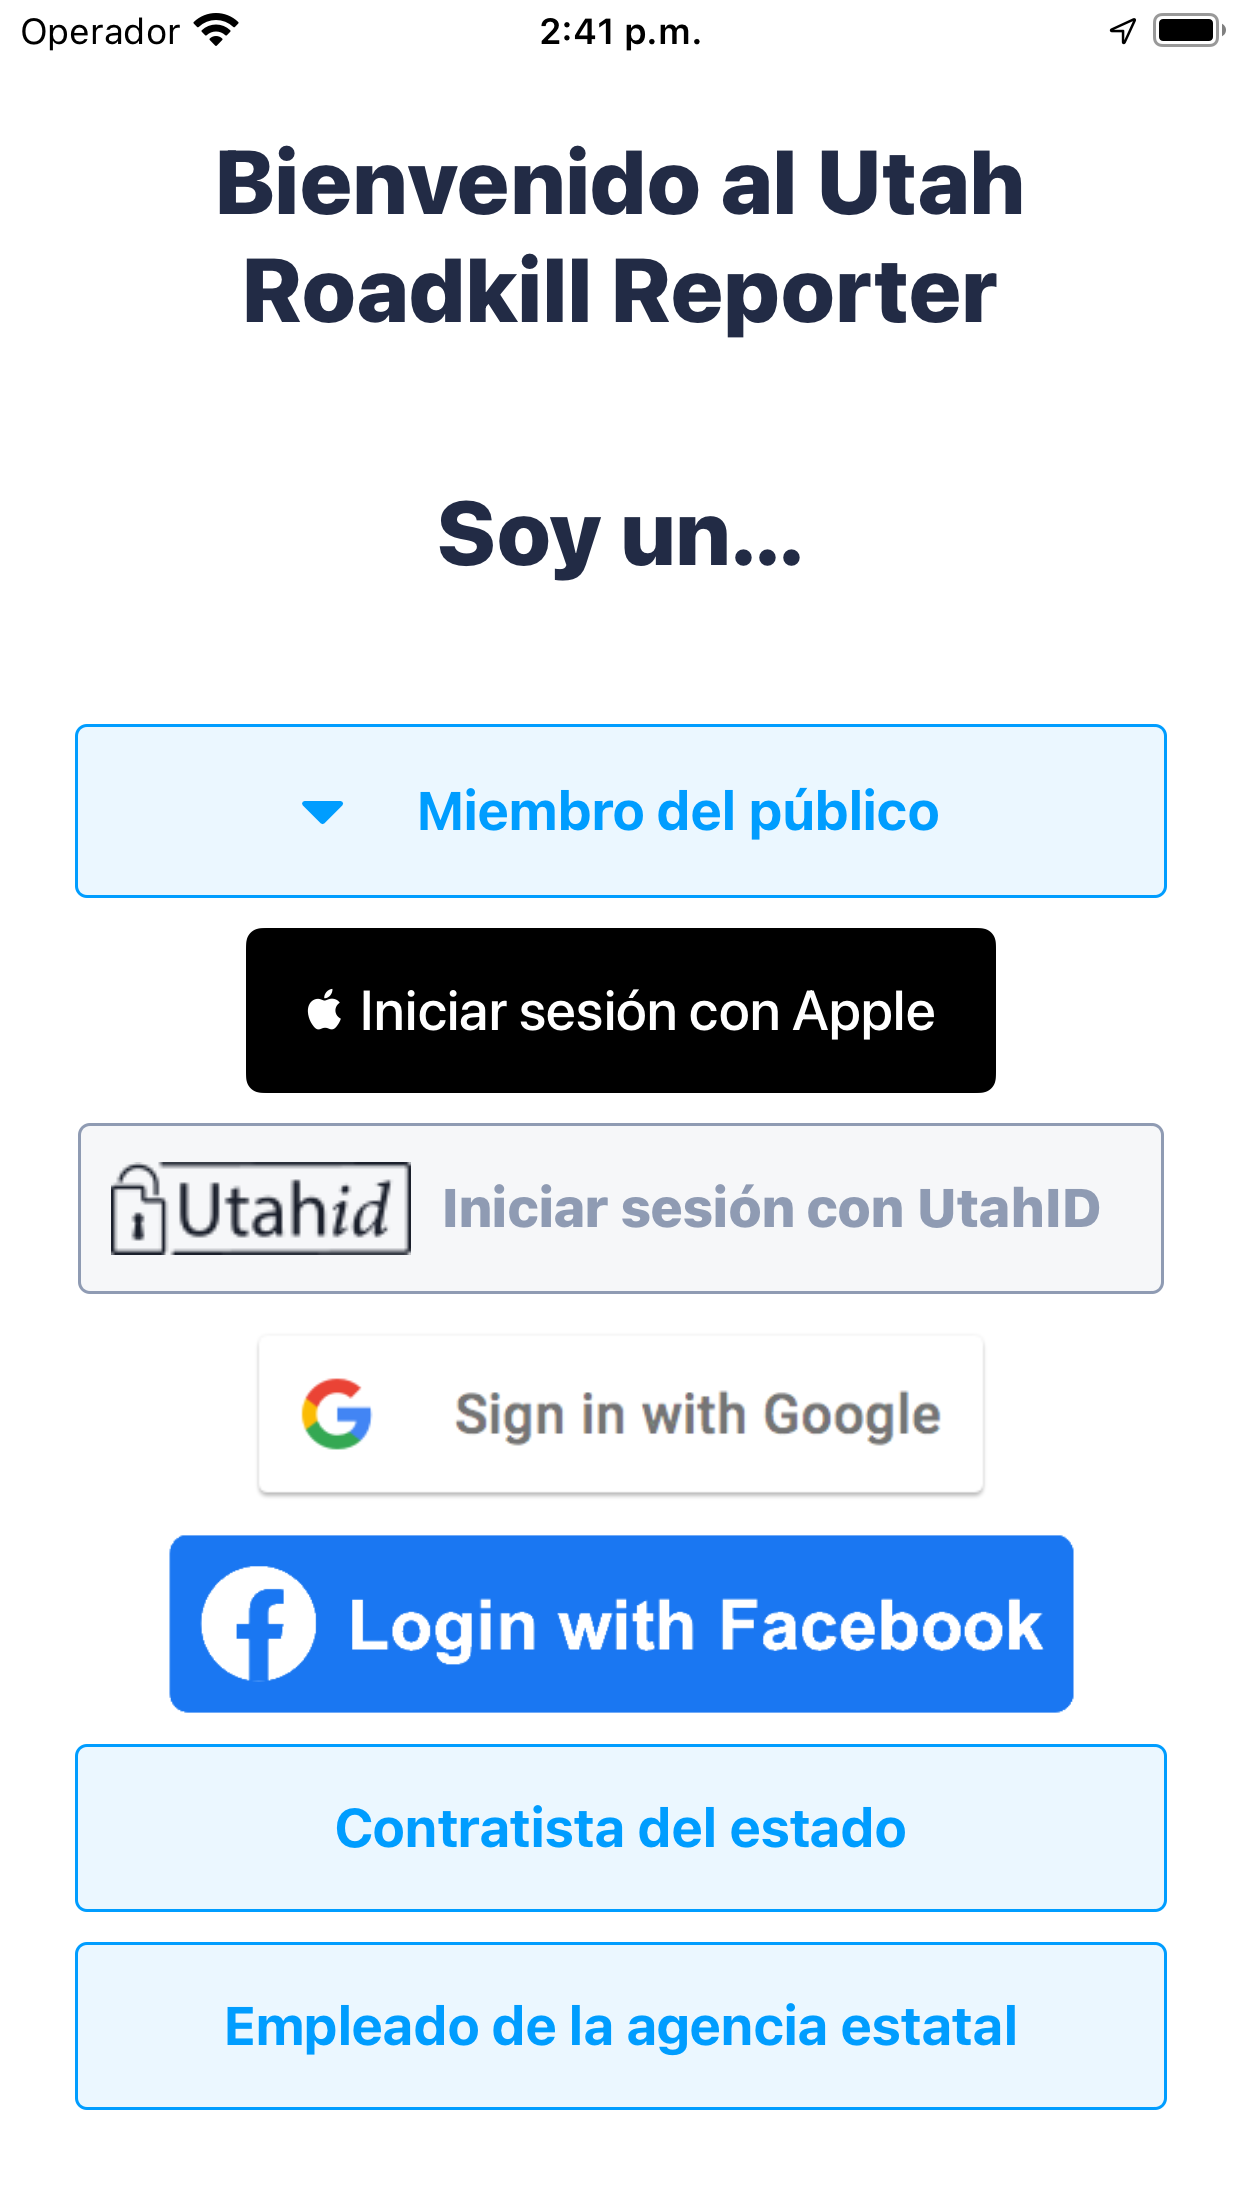 Operador
2:41 p.m.
Bienvenido al Utah
Roadkill Reporter
Soy un...
Miembro del público
Iniciar sesión con Apple
Utahid
Iniciar sesión con UtahID
Sign in with Google
Login with Facebook
Contratista del estado
Empleado de la agencia estatal